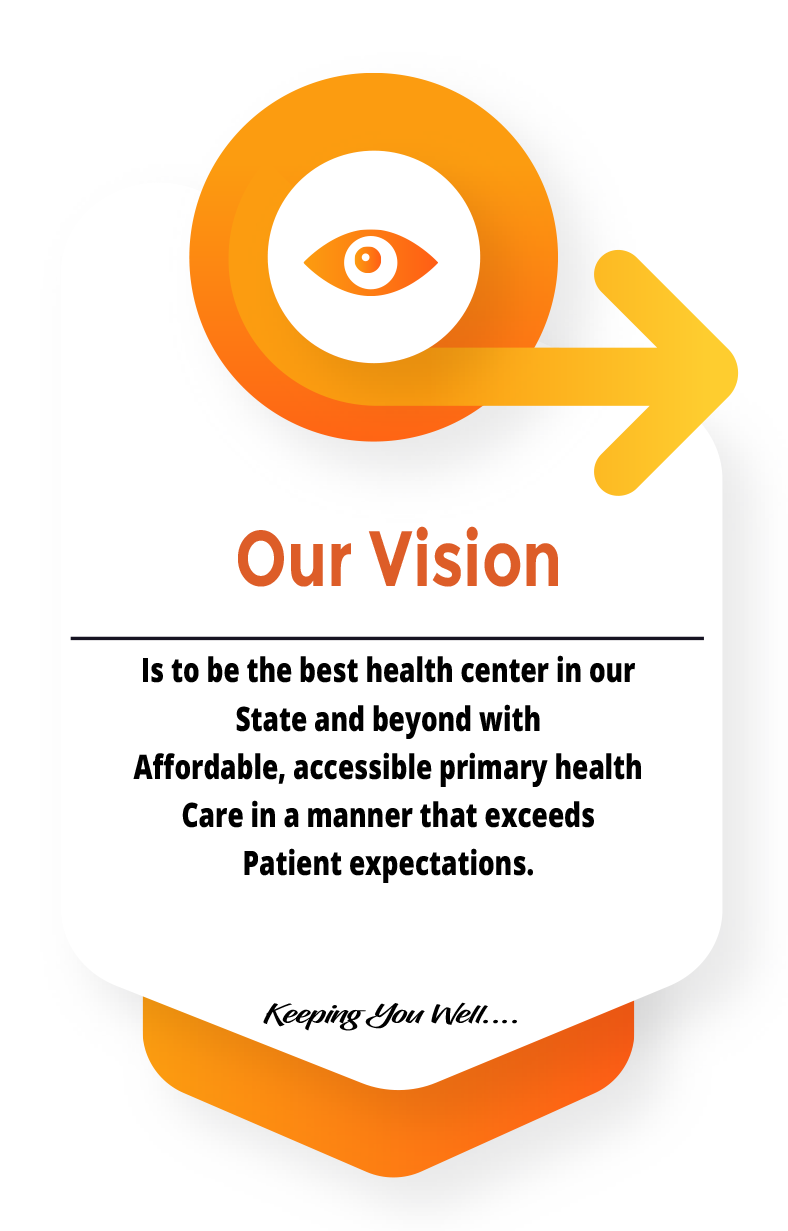 Our Vision
Is to be the best health center in our
State and beyond with
Affordable, accessible primary health
Care in a manner that exceeds
Patient expectations.
Keeping You Well....